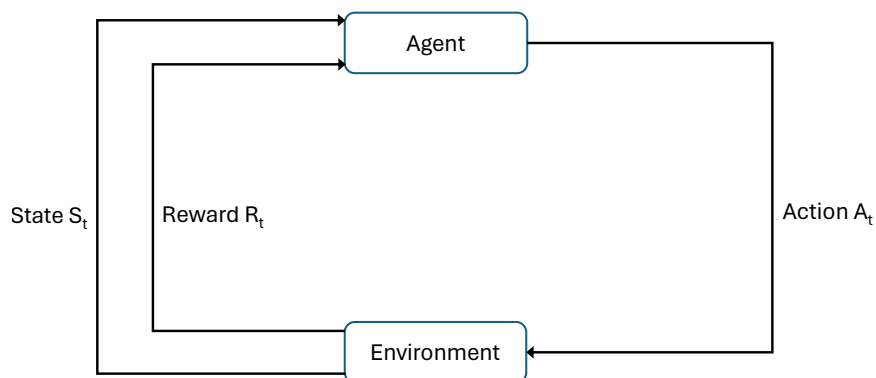 Agent
State Sₜ
Reward Rₜ
Action Aₜ
Environment